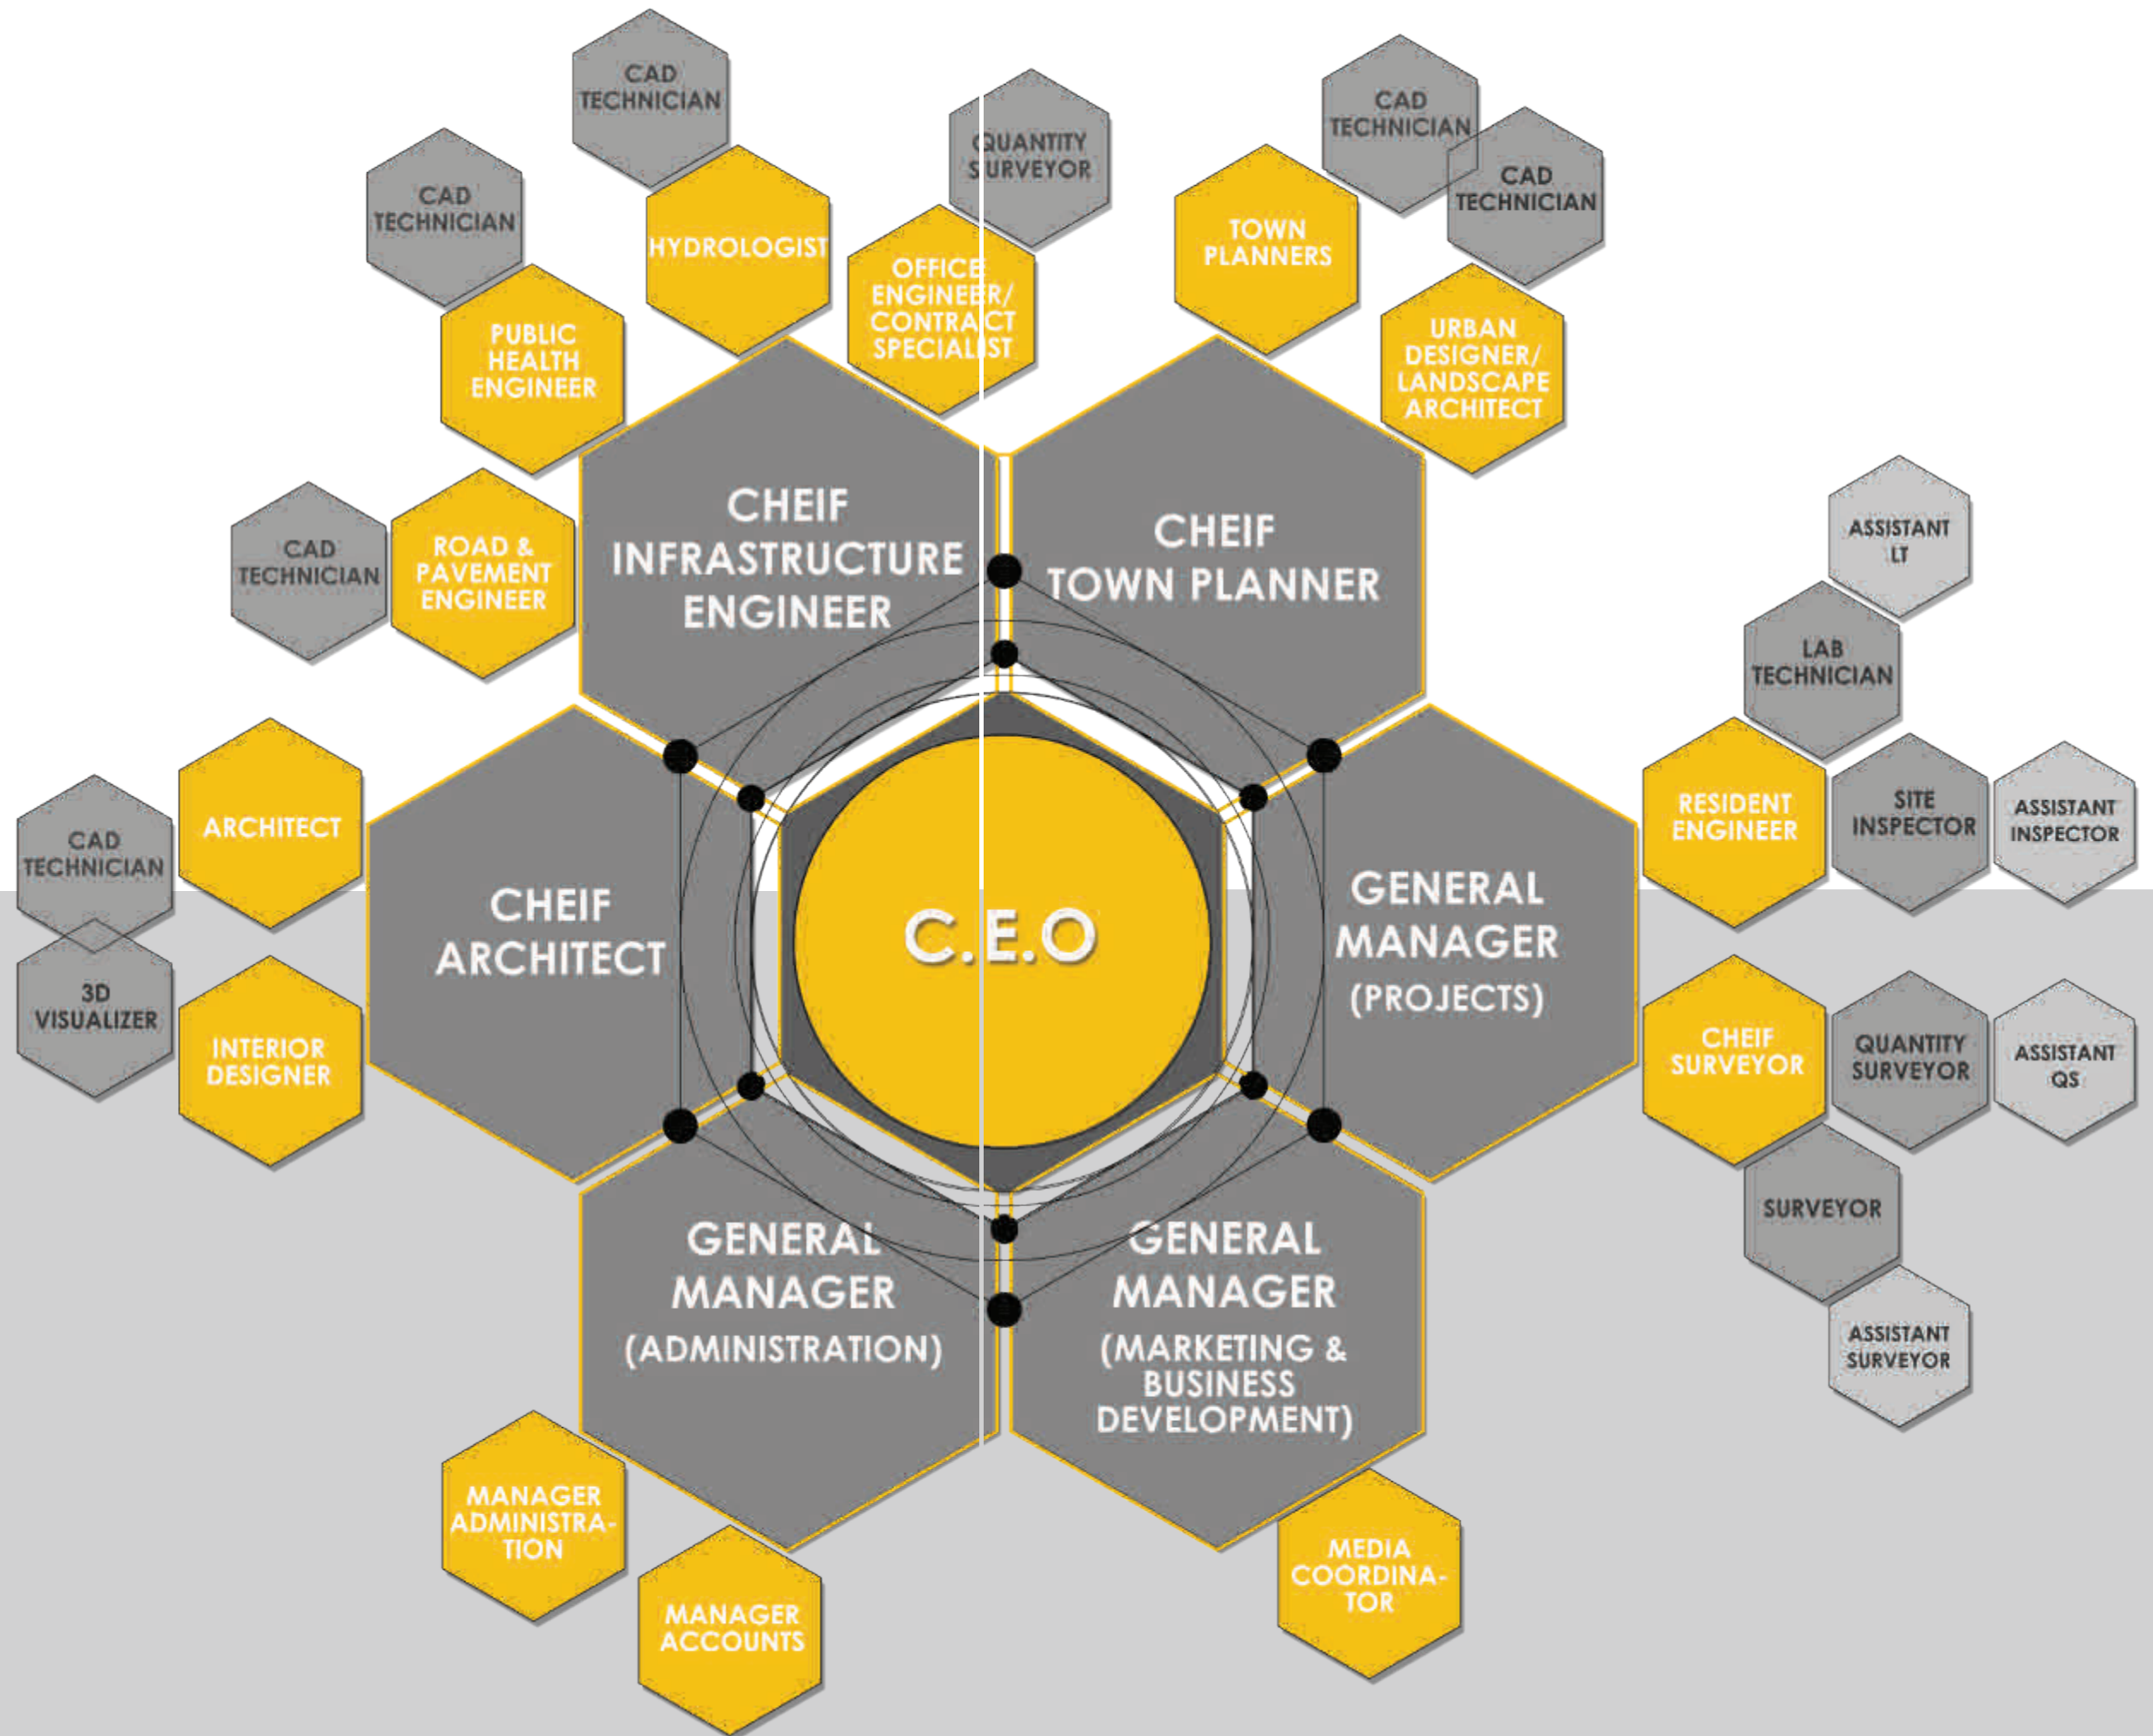 CAD
TECHNICIAN
QUANTITY
SURVEYOR
CAD
TECHNICIAN
CAD
TECHNICIAN
CAD
TECHNICIAN
HYDROLOGIST
OFFICE
ENGINEER/
CONTRACT
SPECIALIST
TOWN
PLANNERS
PUBLIC
HEALTH
ENGINEER
URBAN
DESIGNER/
LANDSCAPE
ARCHITECT
CAD
TECHNICIAN
ROAD &
PAVEMENT
ENGINEER
CHEIF
INFRASTRUCTURE
ENGINEER
CHEIF
TOWN PLANNER
ASSISTANT
LT
LAB
TECHNICIAN
ARCHITECT
CAD
TECHNICIAN
3D
VISUALIZER
INTERIOR
DESIGNER
CHEIF
ARCHITECT
C.E.O
GENERAL
MANAGER
(PROJECTS)
RESIDENT
ENGINEER
SITE
INSPECTOR
ASSISTANT
INSPECTOR
CHEIF
SURVEYOR
QUANTITY
SURVEYOR
ASSISTANT
QS
SURVEYOR
ASSISTANT
SURVEYOR
GENERAL
MANAGER
(ADMINISTRATION)
GENERAL
MANAGER
(MARKETING &
BUSINESS
DEVELOPMENT)
MANAGER
ADMINISTRA-
TION
MANAGER
ACCOUNTS
MEDIA
COORDINA-
TOR